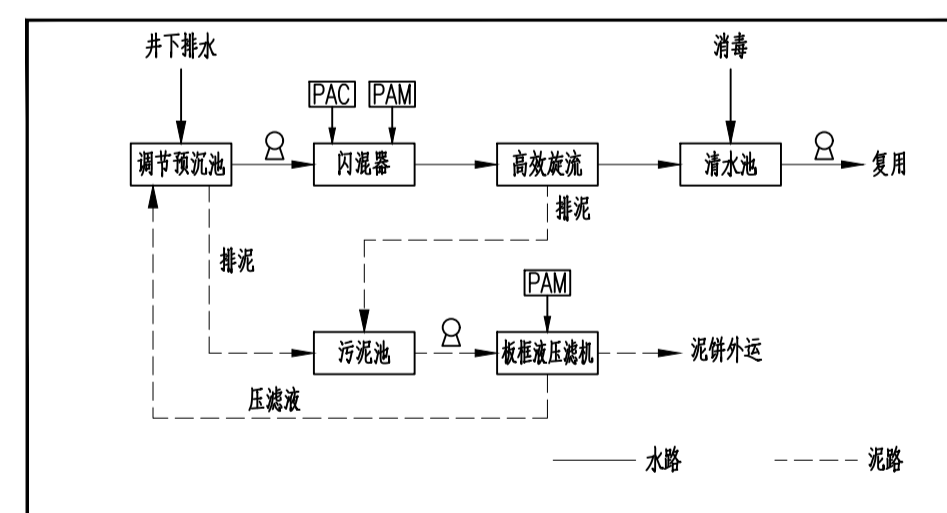 井下排水
消毒
PAC
PAM
调节预沉池
闪混器
高效旋流
清水池
复用
排泥
排泥
PAM
污泥池
板框液压滤机
泥饼外运
压滤液
水路
泥路